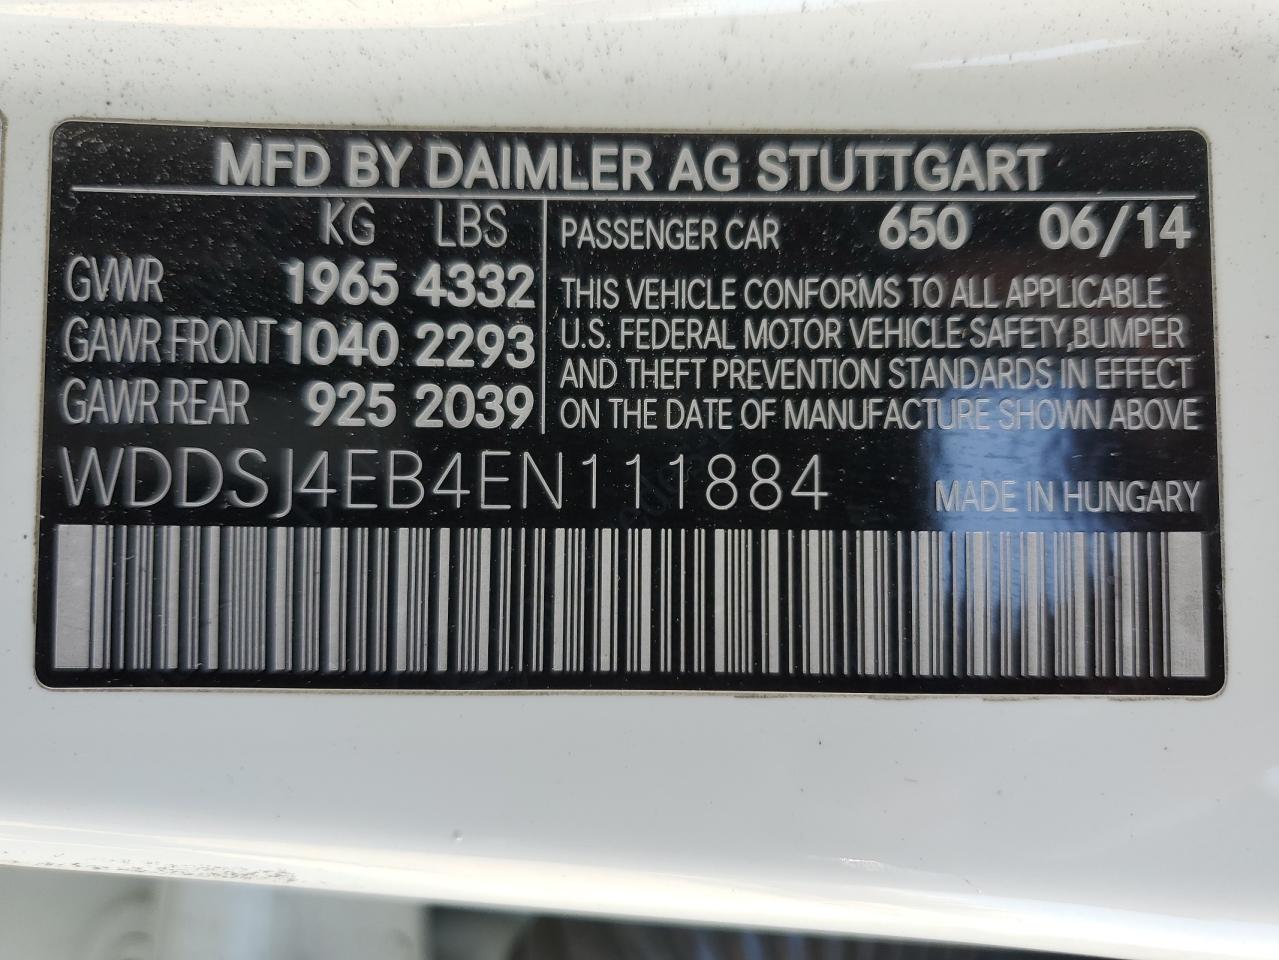 MFD BY DAIMLER AG STUTTGART
KG LBS
GVWR 1965 4332
GAWR FRONT 1040 2293
GAWR REAR 925 2039
PASSENGER CAR 650 06/14
THIS VEHICLE CONFORMS TO ALL APPLICABLE
U.S. FEDERAL MOTOR VEHICLE SAFETY, BUMPER
AND THEFT PREVENTION STANDARDS IN EFFECT
ON THE DATE OF MANUFACTURE SHOWN ABOVE
WDDSJ4EB4EN111884
MADE IN HUNGARY